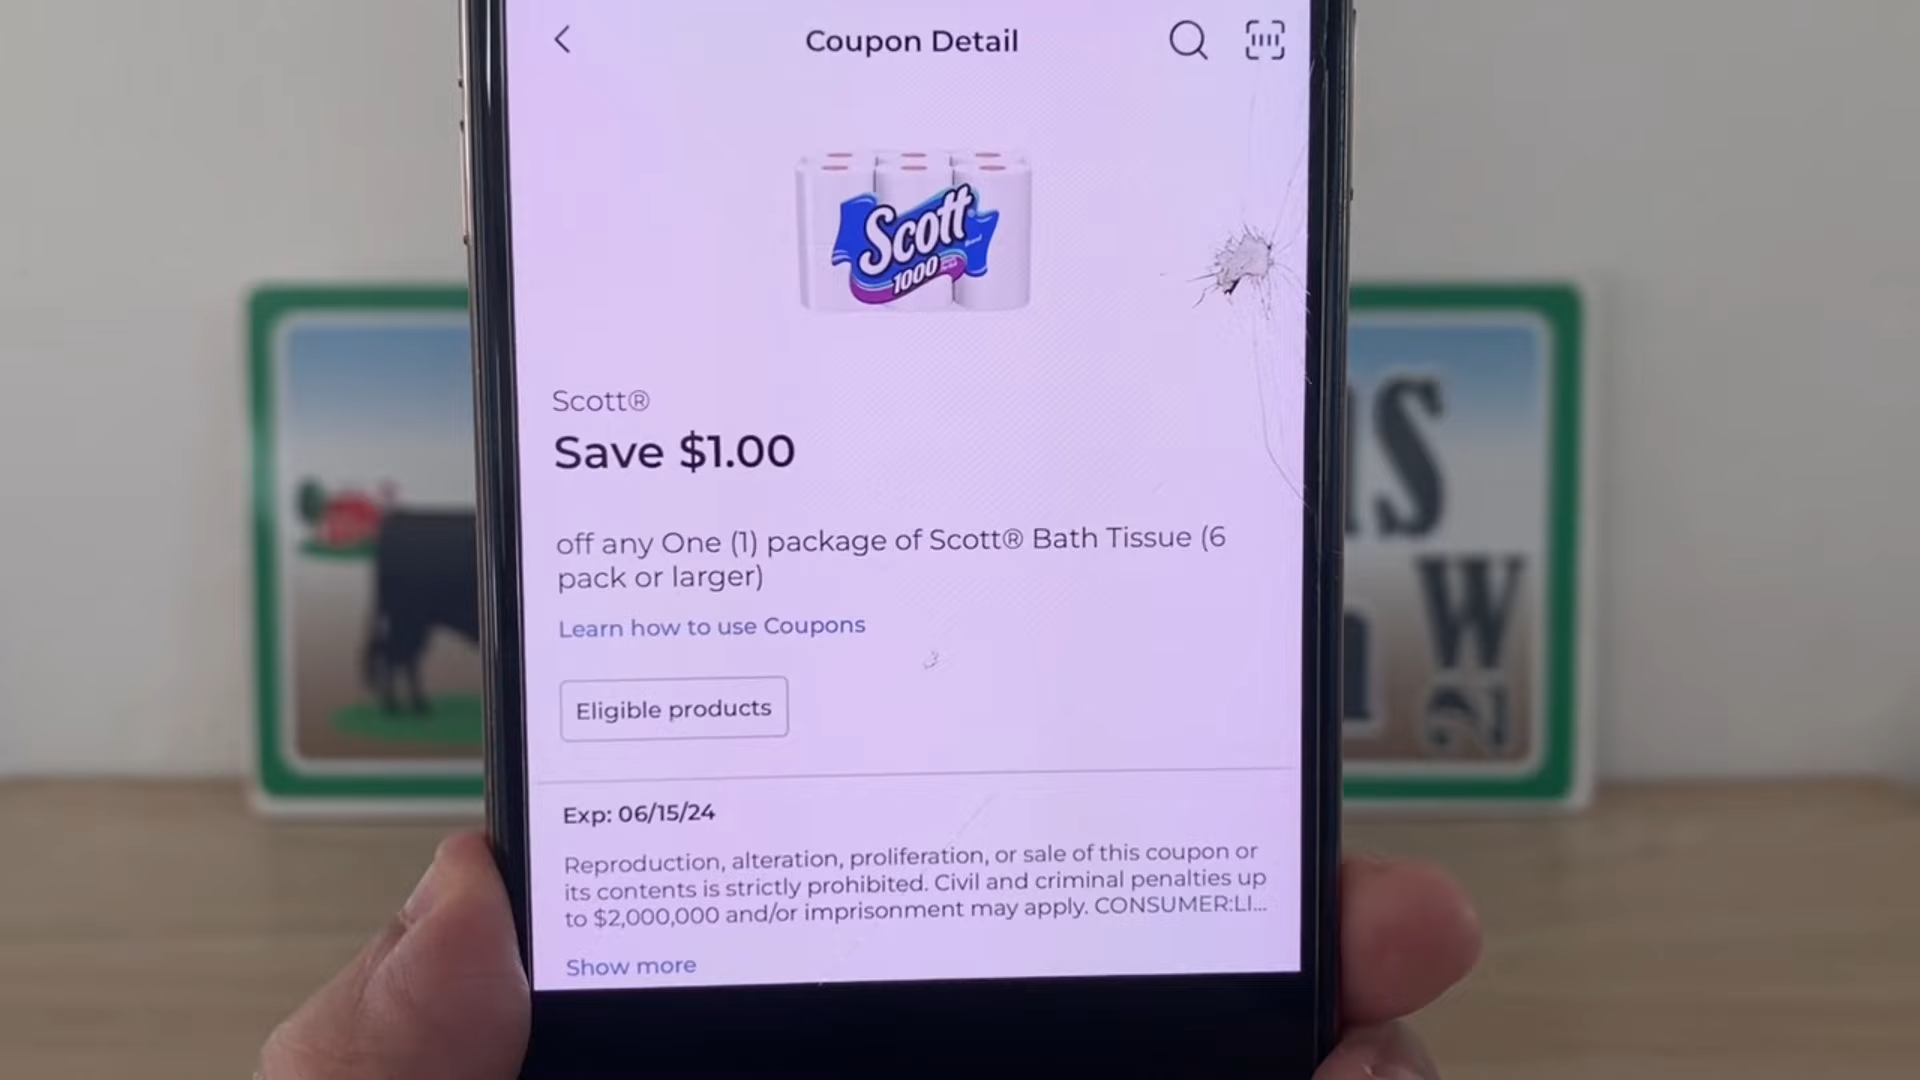 Coupon Detail
Scott
1000
Scott®
Save $1.00
off any One (1) package of Scott® Bath Tissue (6
pack or larger)
Learn how to use Coupons
Eligible products
Exp: 06/15/24
Reproduction, alteration, proliferation, or sale of this coupon or
its contents is strictly prohibited. Civil and criminal penalties up
to $2,000,000 and/or imprisonment may apply. CONSUMER:LI...
Show more
S
W